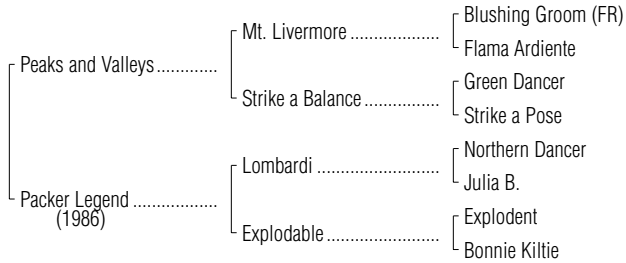 Blushing Groom (FR)
Mt. Livermore ................
Flama Ardiente
Peaks and Valleys .............
Green Dancer
Strike a Balance .................
Strike a Pose
Northern Dancer
Lombardi ...........................
Julia B.
Packer Legend ..................
(1986)
Explodent
Explodable .........................
Bonnie Kiltie